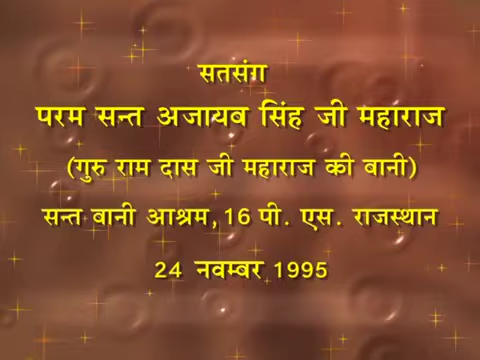 सतसंग
परम सन्त अजायब सिंह जी महाराज
(गुरु राम दास जी महाराज की बानी)
सन्त बानी आश्रम, 16 पी. एस. राजस्थान
24 नवम्बर 1995